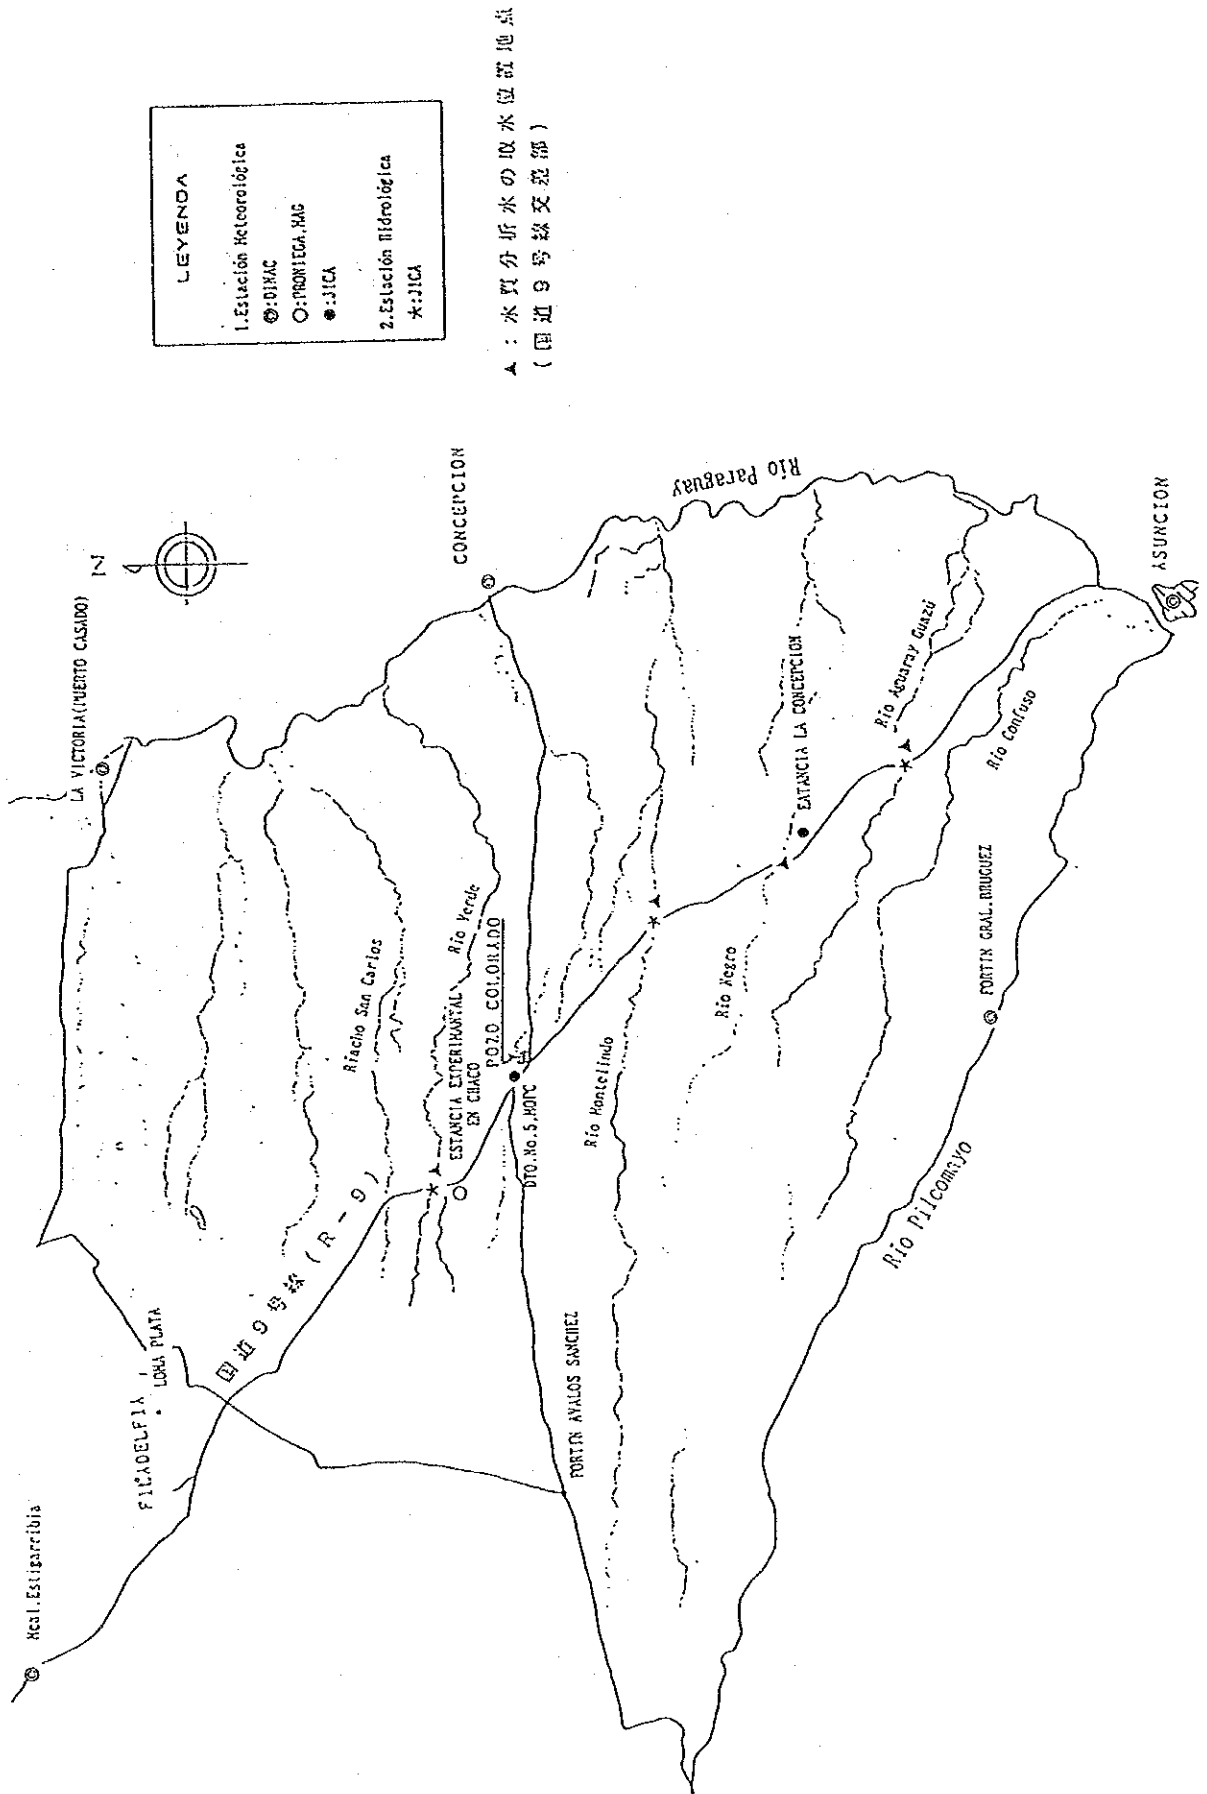 LEYENDA
1.Estación Meteorológica
◎:DINAC
○:PRONIEGA,MAG
●:JICA
2.Estación Hidrológica
*:JICA
▲:水質分析水の取水位置地点
(国道9号線交差部)
N
LA VICTORIA(PUERTO CASADO)
CONCEPCION
Río Paraguay
ASUNCION
Río Aguaray Guazú
Río Confuso
EATANCIA LA CONCEPCION
FORTIN GRAL.BRUGUEZ
Río Verde
POZO COLORADO
Riacho San Carlos
ESTANCIA EXPERIMANTAL
EN CHACO
DTO.No.5,MOPC
Río Montelindo
Río Negro
Río Pilcomayo
国道9号線(R-9)
FILADELFIA
LOMA PLATA
FORTIN AVALOS SANCHEZ
Mcal.Estigarribia